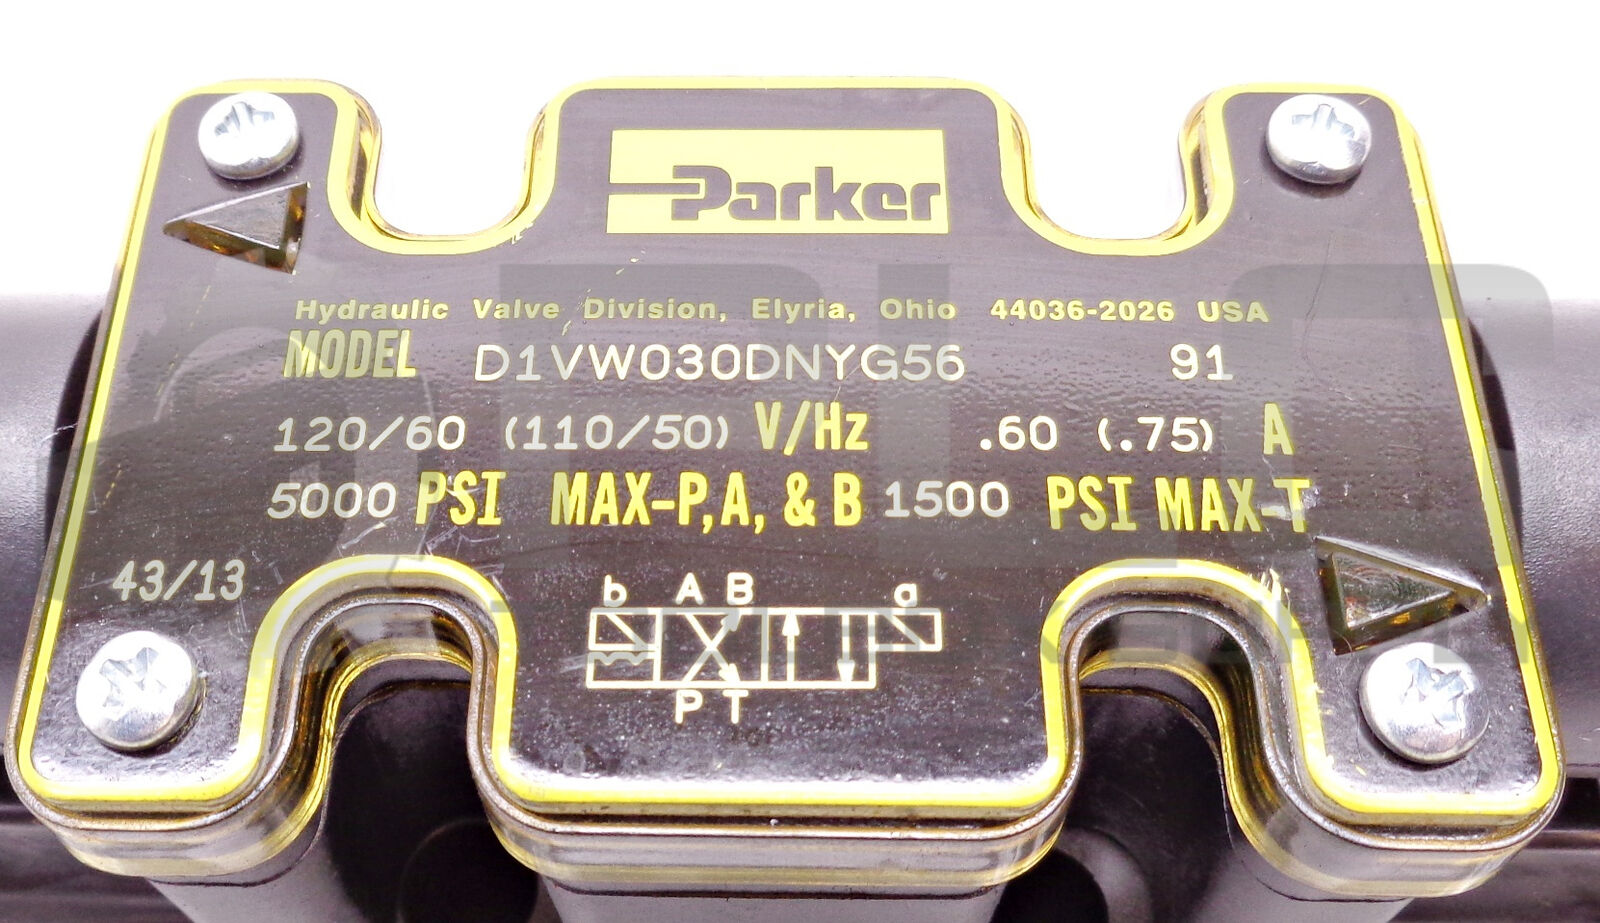 Parker
Hydraulic Valve Division, Elyria, Ohio 44036-2026 USA
MODEL D1VW030DNYG56 91
120/60 (110/50) V/Hz .60 (.75) A
5000 PSI MAX-P,A, & B 1500 PSI MAX-T
43/13
b A B a
P T